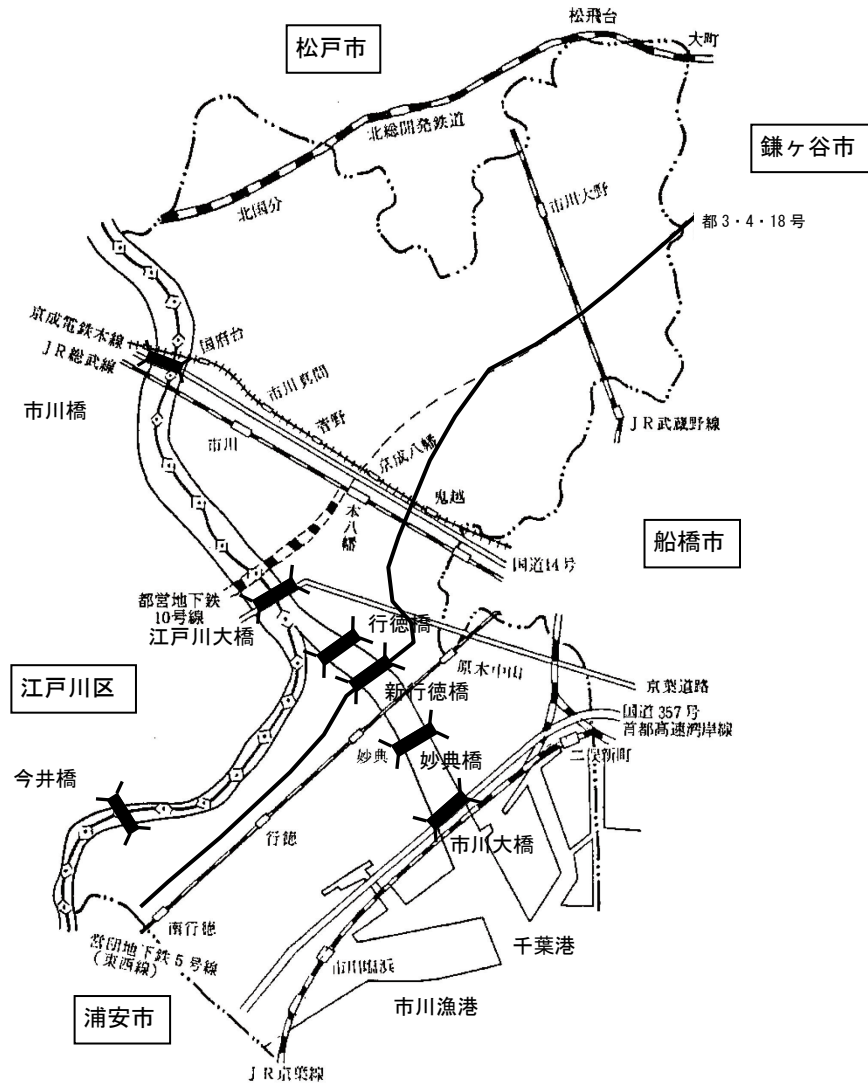 松飛台
大町
松戸市
北総開発鉄道
鎌ヶ谷市
市川大野
北国分
都3・4・18号
京成電鉄本線
国府台
JR総武線
市川真間
市川橋
菅野
市川
京成八幡
JR武蔵野線
鬼越
本八幡
船橋市
国道14号
都営地下鉄
10号線
江戸川大橋
行徳橋
原木中山
江戸川区
新行徳橋
京葉道路
国道357号
首都高速湾岸線
妙典
妙典橋
二俣新町
今井橋
市川大橋
行徳
南行徳
千葉港
営団地下鉄5号線
(東西線)
市川塩浜
市川漁港
浦安市
JR京葉線